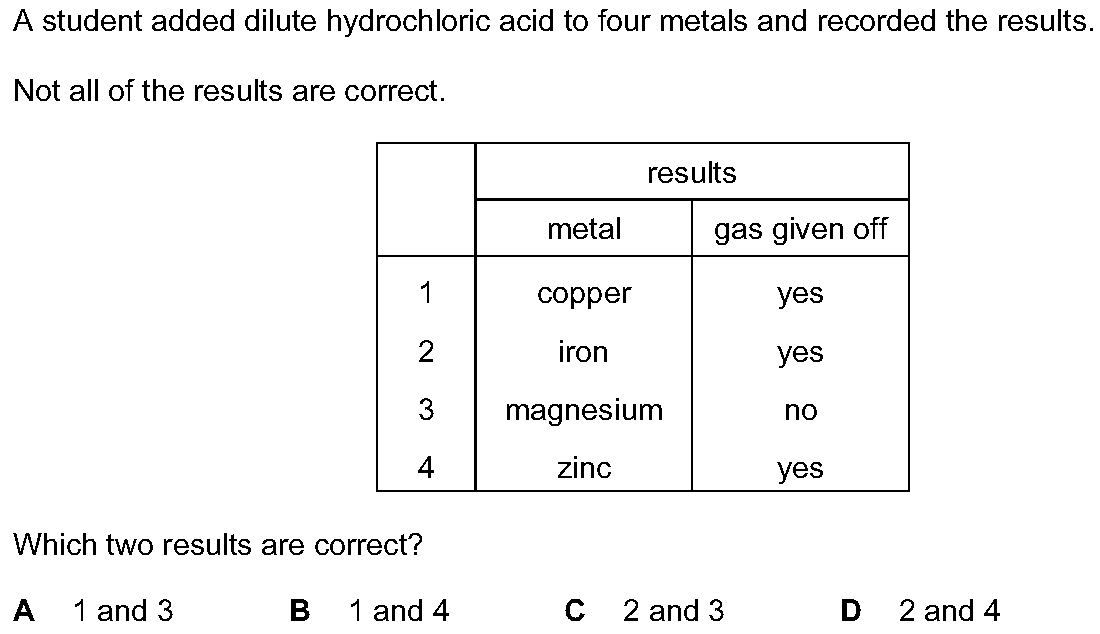 A student added dilute hydrochloric acid to four metals and recorded the results.
Not all of the results are correct.
results
metal gas given off
1 copper yes
2 iron yes
3 magnesium no
4 zinc yes
Which two results are correct?
A 1 and 3 B 1 and 4 C 2 and 3 D 2 and 4